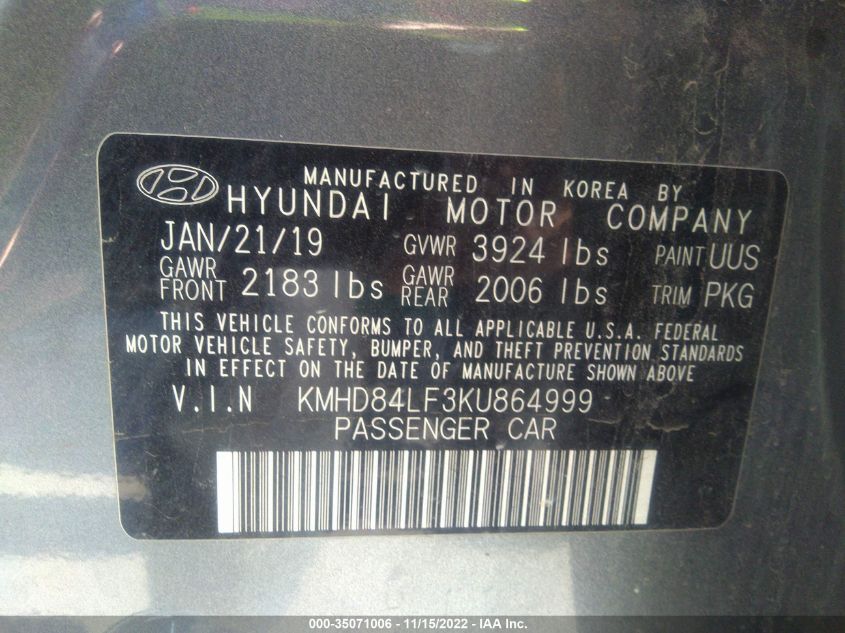 MANUFACTURED IN KOREA BY
HYUNDAI MOTOR COMPANY
JAN/21/19 GVWR 3924 lbs PAINT UUS
GAWR FRONT 2183 lbs GAWR REAR 2006 lbs TRIM PKG
THIS VEHICLE CONFORMS TO ALL APPLICABLE U.S.A. FEDERAL
MOTOR VEHICLE SAFETY, BUMPER, AND THEFT PREVENTION STANDARDS
IN EFFECT ON THE DATE OF MANUFACTURE SHOWN ABOVE.
V.I.N KMHD84LF3KU864999
PASSENGER CAR
000-35071006 - 11/15/2022 - IAA Inc.